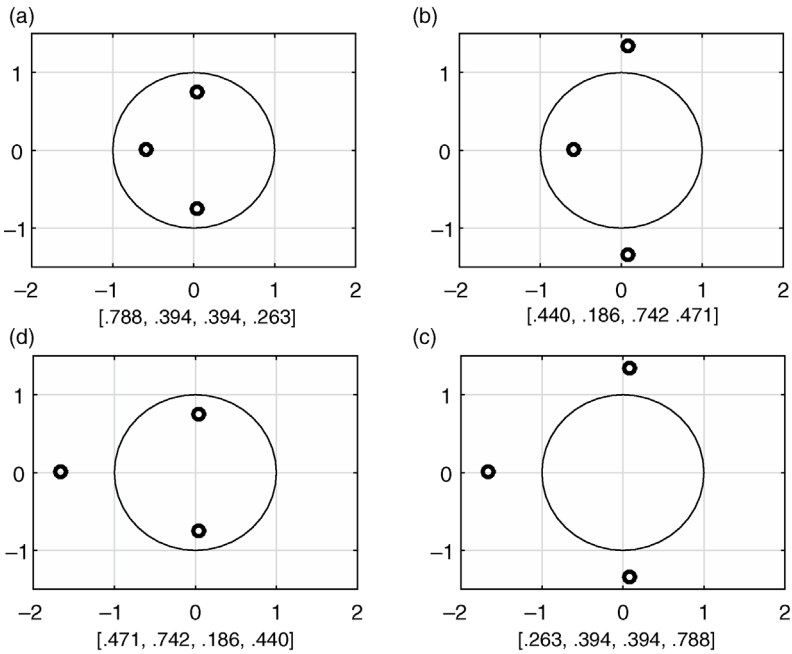 (a) (b)
1 1
0 0
−1 −1
−2 −1 0 1 2 −2 −1 0 1 2
[.788, .394, .394, .263] [.440, .186, .742 .471]
(d) (c)
1 1
0 0
−1 −1
−2 −1 0 1 2 −2 −1 0 1 2
[.471, .742, .186, .440] [.263, .394, .394, .788]